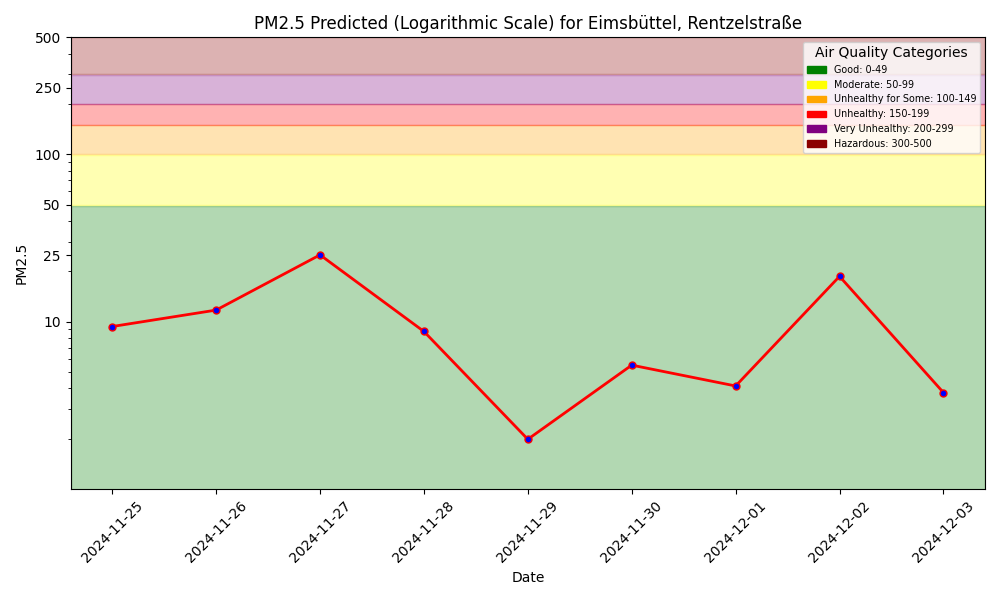 PM2.5 Predicted (Logarithmic Scale) for Eimsbüttel, Rentzelstraße
Air Quality Categories
Good: 0-49
Moderate: 50-99
Unhealthy for Some: 100-149
Unhealthy: 150-199
Very Unhealthy: 200-299
Hazardous: 300-500
500
250
100
50
25
10
PM2.5
2024-11-25
2024-11-26
2024-11-27
2024-11-28
2024-11-29
2024-11-30
2024-12-01
2024-12-02
2024-12-03
Date